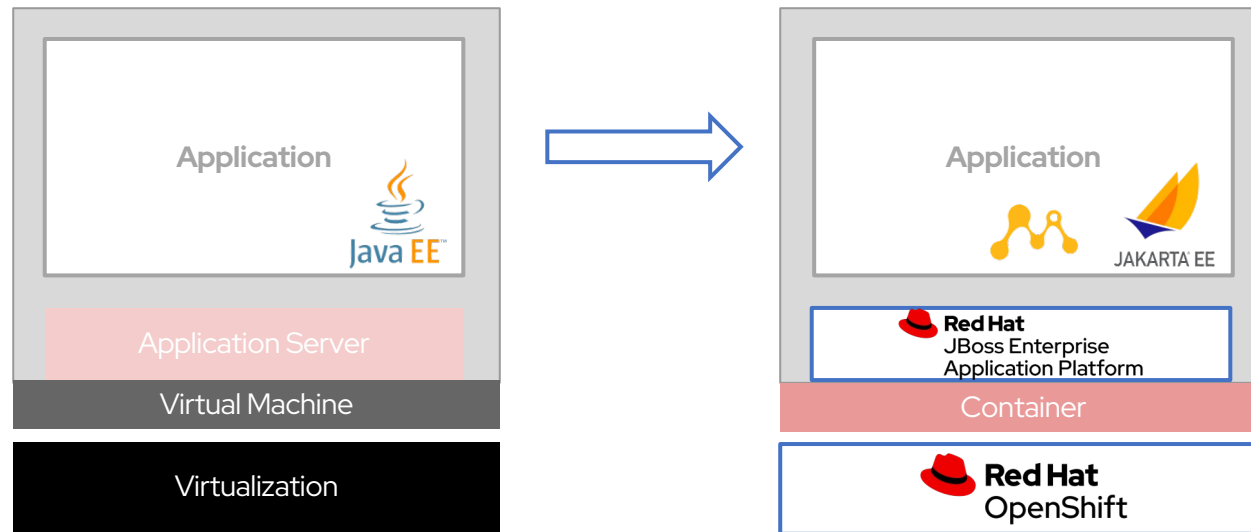 Application
Java EE™
Application Server
Virtual Machine
Virtualization
Application
JAKARTA EE
Red Hat
JBoss Enterprise
Application Platform
Container
Red Hat
OpenShift